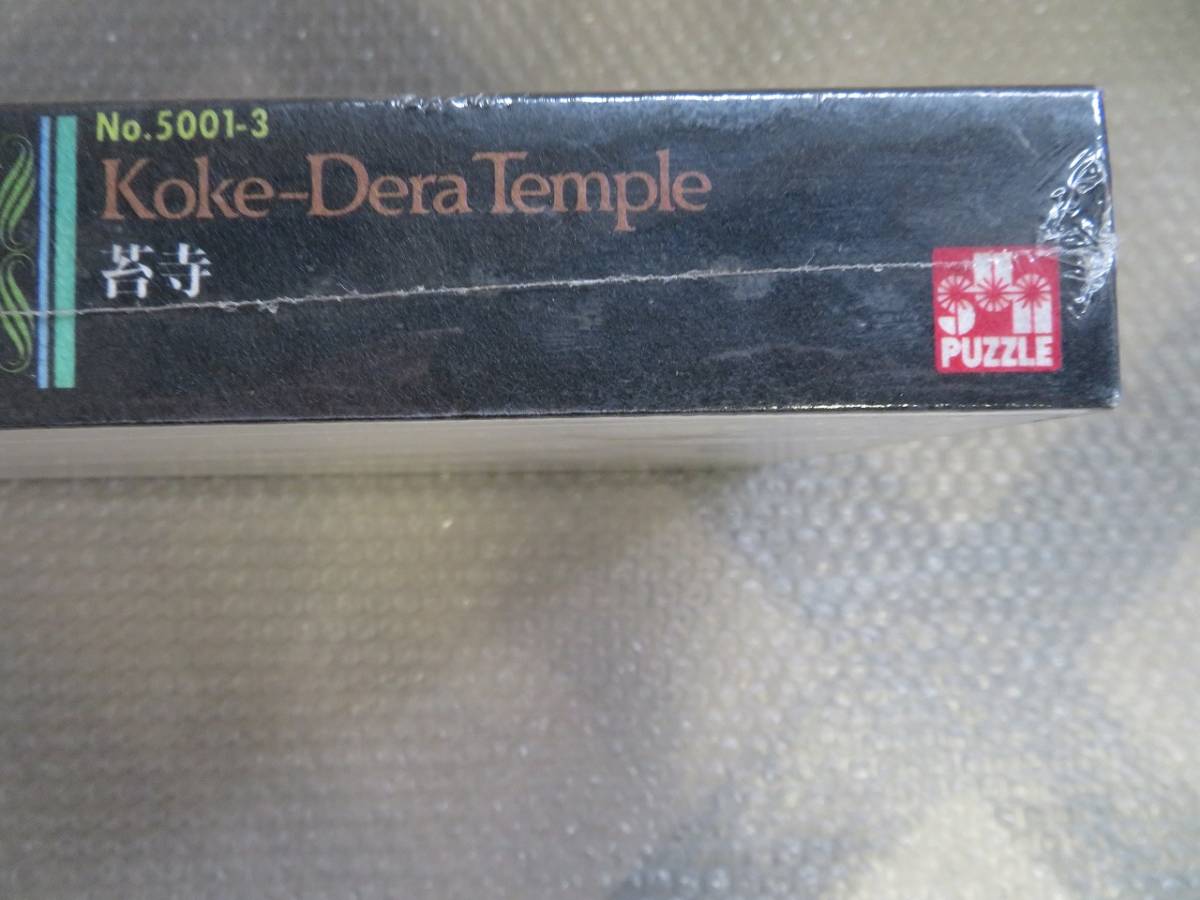 No.5001-3
Koke-Dera Temple
苔寺
PUZZLE